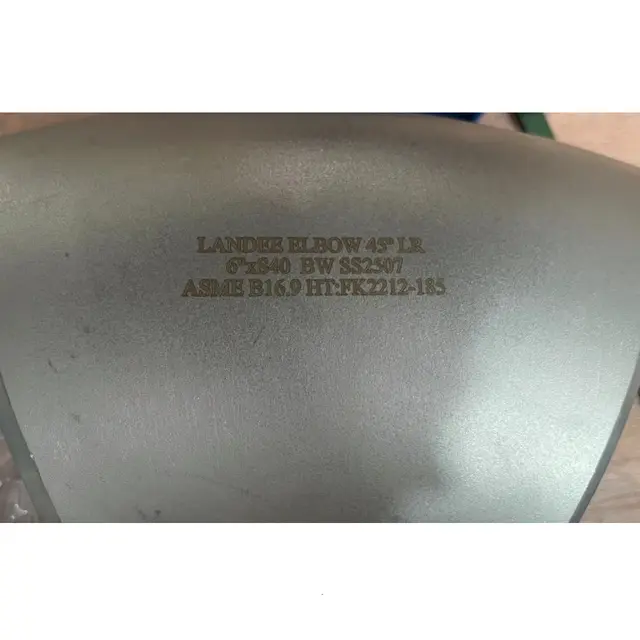 LANDEE ELBOW 45° LR
6"xS40 BW SS2507
ASME B16.9 HT:FK2212-185